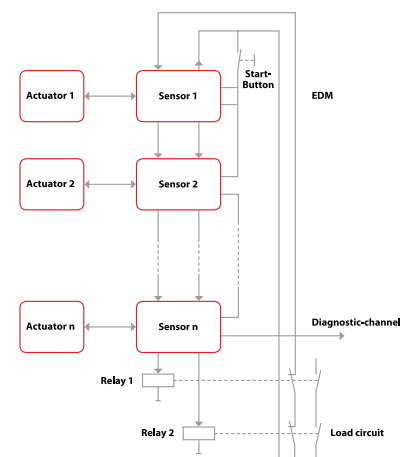 Start-
Button
EDM
Actuator 1
Sensor 1
Actuator 2
Sensor 2
Actuator n
Sensor n
Diagnostic-channel
Relay 1
Relay 2
Load circuit